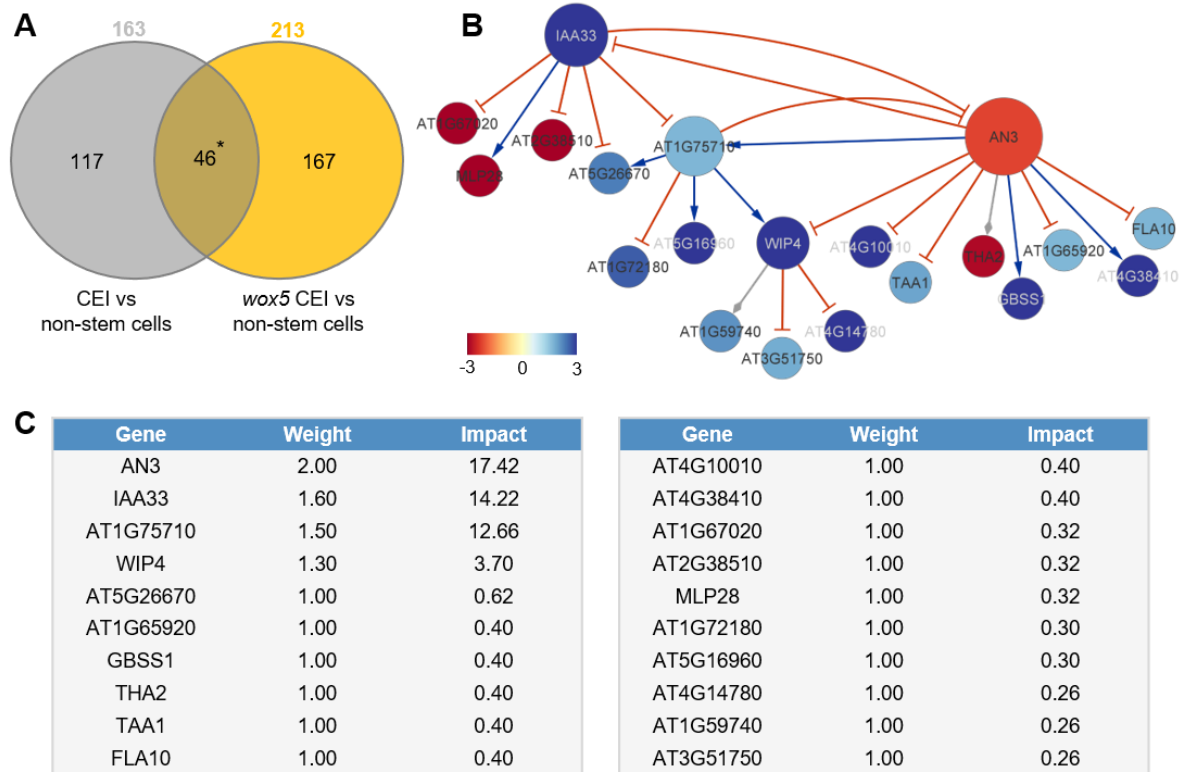 A
163
213
117
46*
167
CEI vs
non-stem cells
wox5 CEI vs
non-stem cells
B
IAA33
AT1G67020
AT2G38510
MLP28
AT5G26670
AT1G75710
AN3
AT1G72180
AT5G16960
WIP4
AT4G10010
TAA1
THA2
GBSS1
AT1G65920
FLA10
AT4G38410
AT1G59740
AT3G51750
AT4G14780
-3 0 3
C
Gene Weight Impact
AN3 2.00 17.42
IAA33 1.60 14.22
AT1G75710 1.50 12.66
WIP4 1.30 3.70
AT5G26670 1.00 0.62
AT1G65920 1.00 0.40
GBSS1 1.00 0.40
THA2 1.00 0.40
TAA1 1.00 0.40
FLA10 1.00 0.40
Gene Weight Impact
AT4G10010 1.00 0.40
AT4G38410 1.00 0.40
AT1G67020 1.00 0.32
AT2G38510 1.00 0.32
MLP28 1.00 0.32
AT1G72180 1.00 0.30
AT5G16960 1.00 0.30
AT4G14780 1.00 0.26
AT1G59740 1.00 0.26
AT3G51750 1.00 0.26